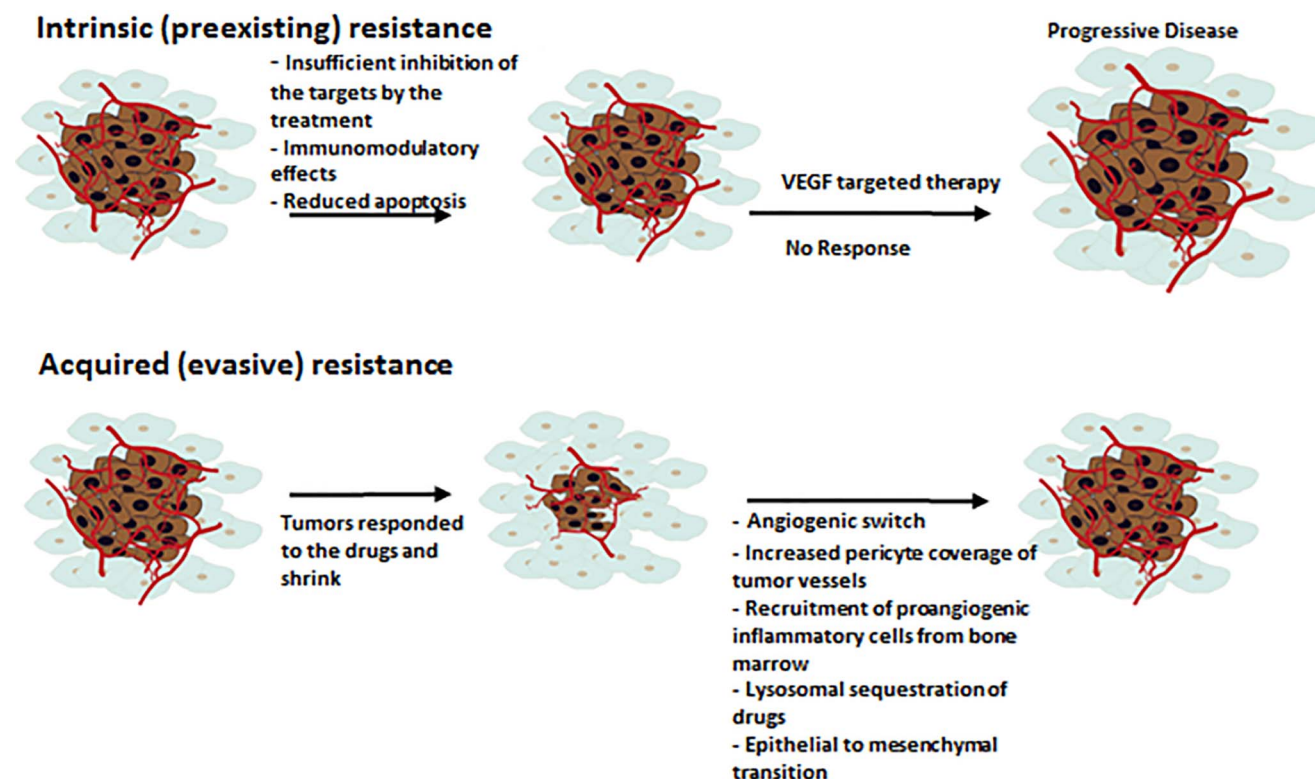 Intrinsic (preexisting) resistance
- Insufficient inhibition of
the targets by the
treatment
- Immunomodulatory
effects
- Reduced apoptosis
VEGF targeted therapy
No Response
Progressive Disease
Acquired (evasive) resistance
Tumors responded
to the drugs and
shrink
- Angiogenic switch
- Increased pericyte coverage of
tumor vessels
- Recruitment of proangiogenic
inflammatory cells from bone
marrow
- Lysosomal sequestration of
drugs
- Epithelial to mesenchymal
transition